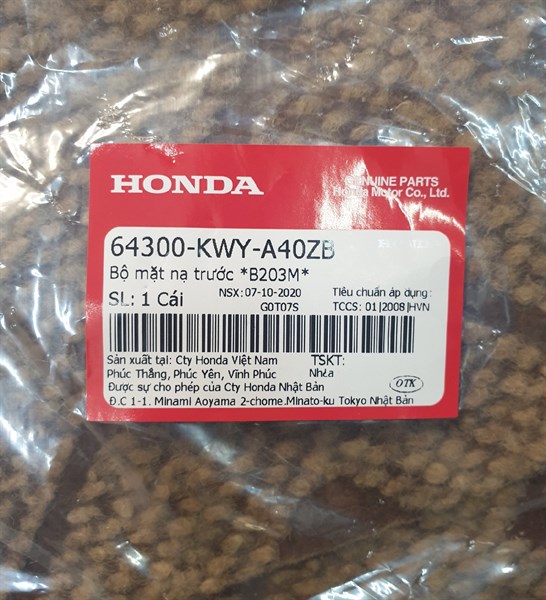 HONDA
GENUINE PARTS
Honda Motor Co., Ltd.
64300-KWY-A40ZB
HONDA
Bộ mặt nạ trước *B203M*
SL: 1 Cái
NSX: 07-10-2020
G0T07S
Tiêu chuẩn áp dụng:
TCCS: 01|2008|HVN
Sản xuất tại: Cty Honda Việt Nam
Phúc Thắng, Phúc Yên, Vĩnh Phúc
TSKT:
Nhựa
Được sự cho phép của Cty Honda Nhật Bản
Đ.C 1-1. Minami Aoyama 2-chome.Minato-ku Tokyo Nhật Bản
OTK